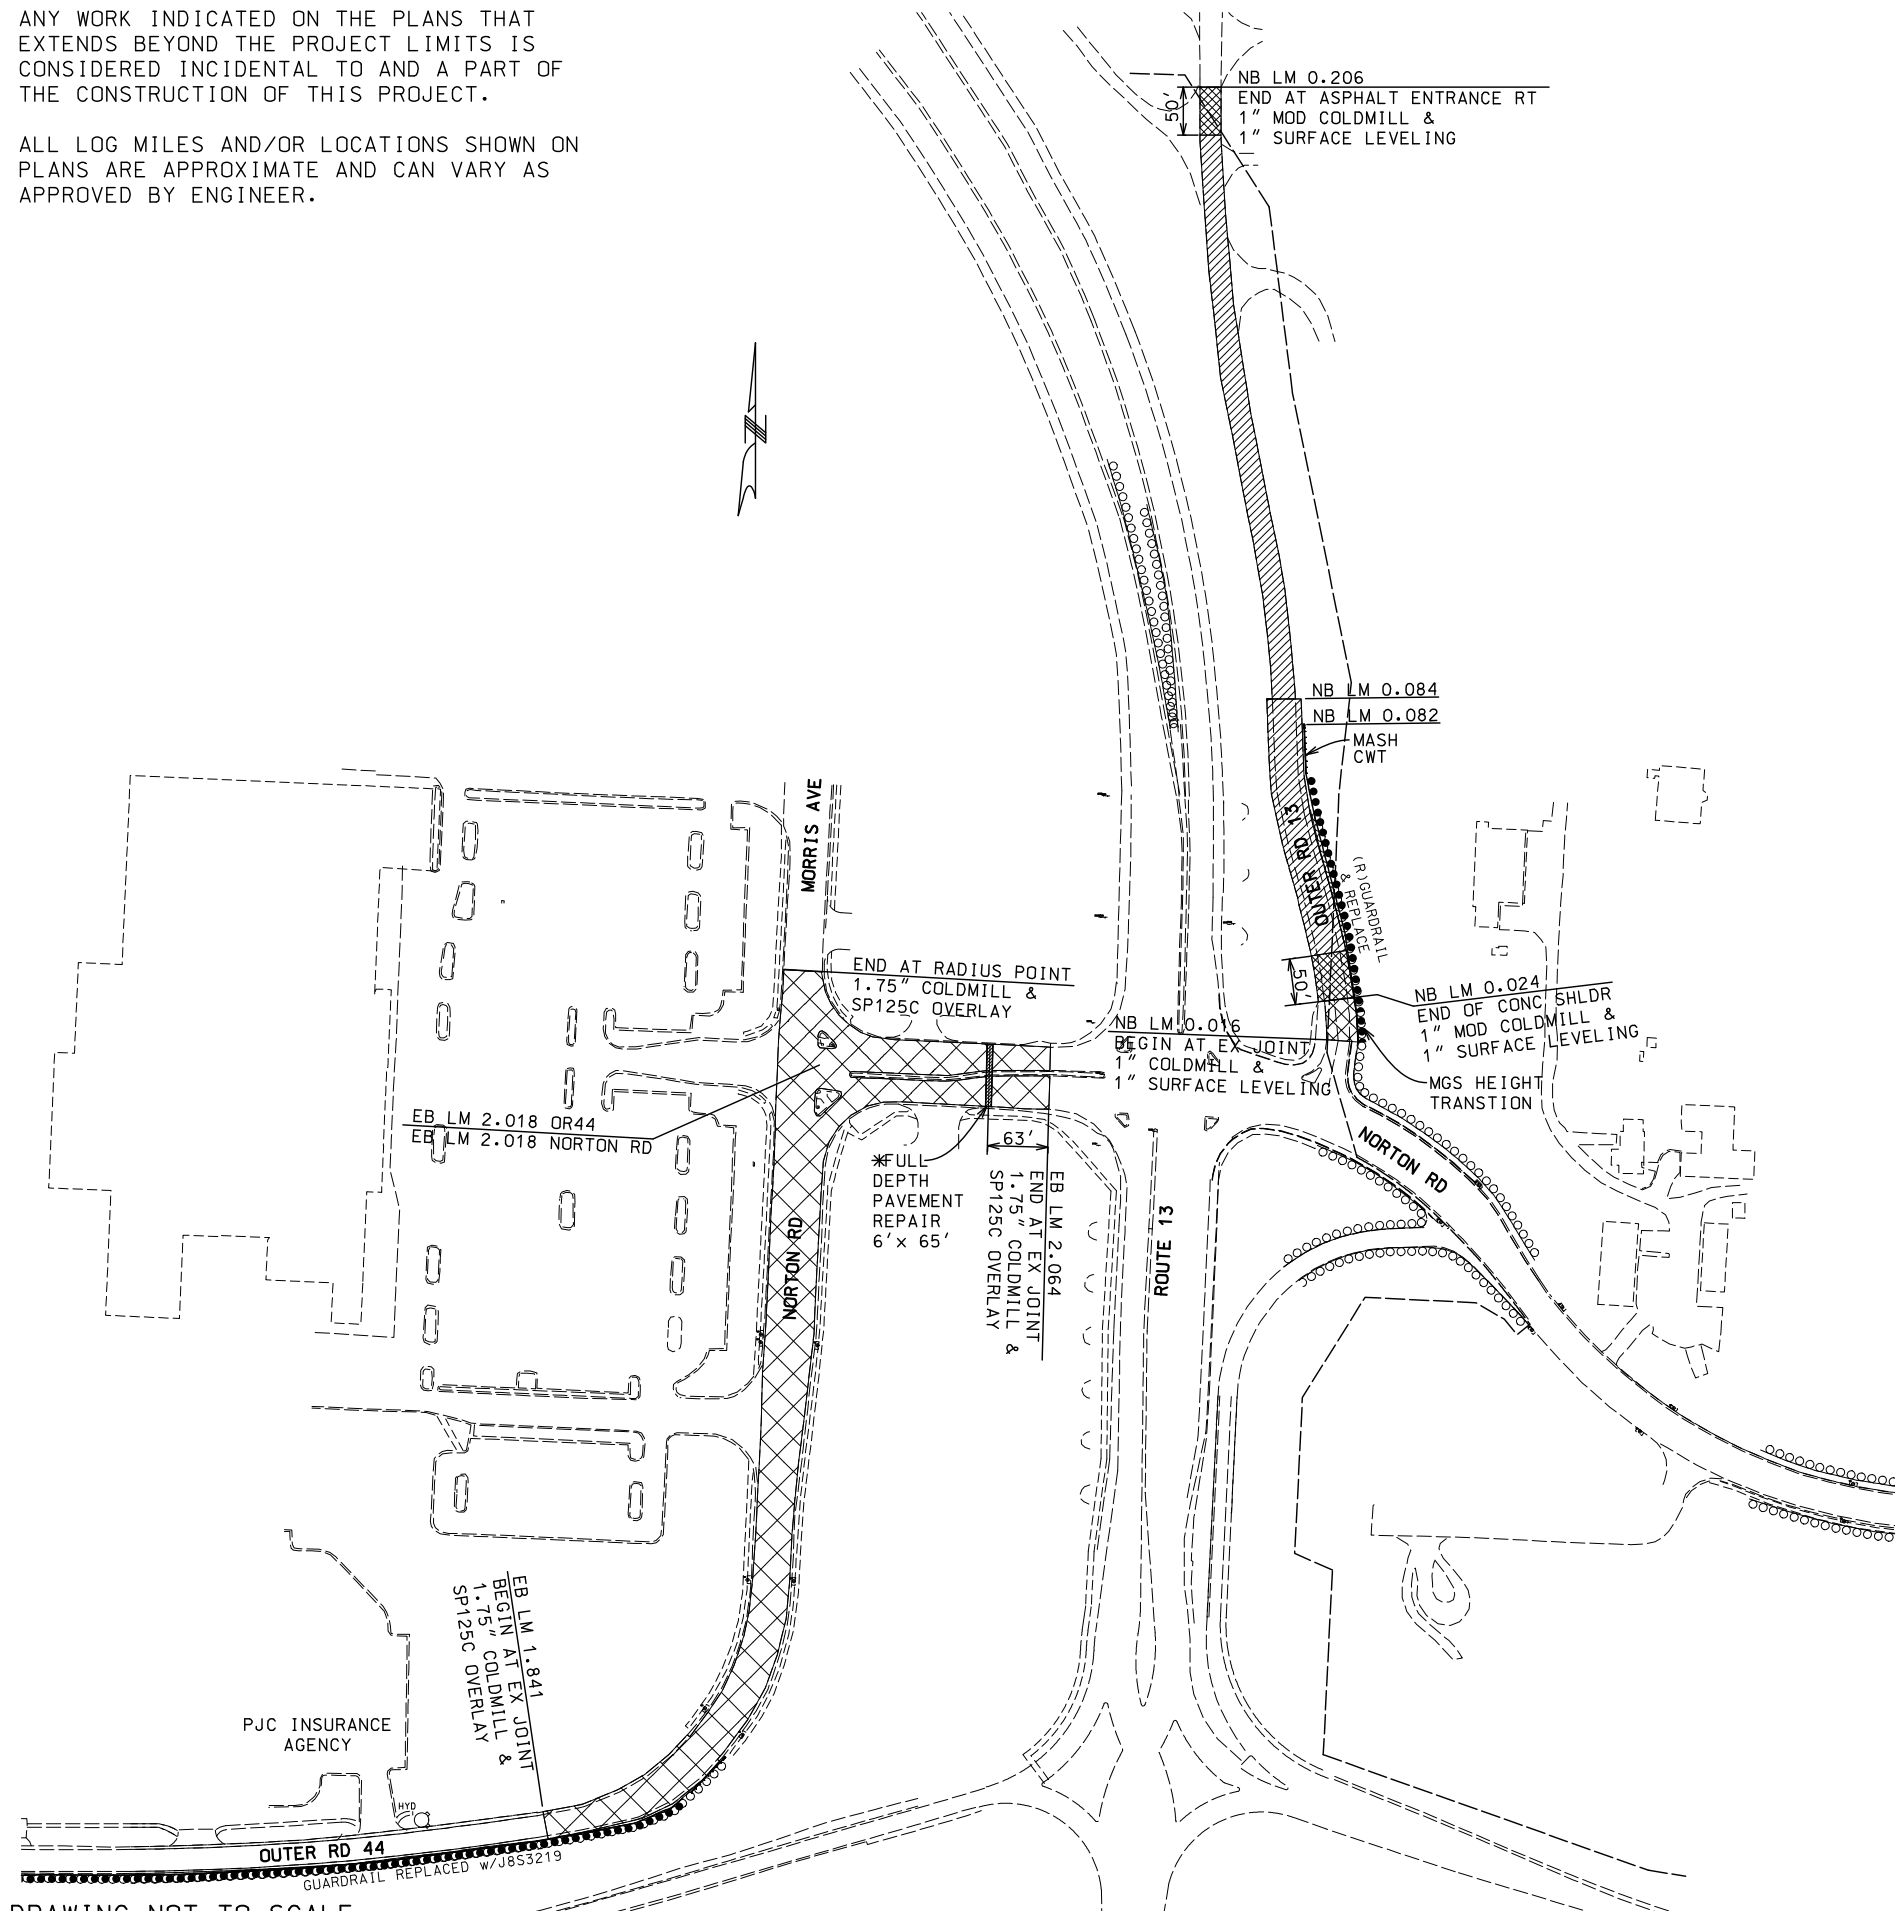 ANY WORK INDICATED ON THE PLANS THAT
EXTENDS BEYOND THE PROJECT LIMITS IS
CONSIDERED INCIDENTAL TO AND A PART OF
THE CONSTRUCTION OF THIS PROJECT.
ALL LOG MILES AND/OR LOCATIONS SHOWN ON
PLANS ARE APPROXIMATE AND CAN VARY AS
APPROVED BY ENGINEER.
NB LM 0.206
END AT ASPHALT ENTRANCE RT
1" MOD COLDMILL &
1" SURFACE LEVELING
50'
N
NB LM 0.084
NB LM 0.082
MASH
CWT
MORRIS AVE
OUTER RD 13
(R)GUARDRAIL
& REPLACE
END AT RADIUS POINT
1.75" COLDMILL &
SP125C OVERLAY
50'
NB LM 0.024
END OF CONC SHLDR
1" MOD COLDMILL &
1" SURFACE LEVELING
NB LM 0.016
BEGIN AT EX JOINT
1" COLDMILL &
1" SURFACE LEVELING
MGS HEIGHT
TRANSTION
EB LM 2.018 OR44
EB LM 2.018 NORTON RD
63'
*FULL
DEPTH
PAVEMENT
REPAIR
6'x 65'
EB LM 2.064
END AT EX JOINT
1.75" COLDMILL &
SP125C OVERLAY
NORTON RD
ROUTE 13
NORTON RD
EB LM 1.841
BEGIN AT EX JOINT
1.75" COLDMILL &
SP125C OVERLAY
PJC INSURANCE
AGENCY
HYD
OUTER RD 44
GUARDRAIL REPLACED W/J8S3219
DRAWING NOT TO SCALE